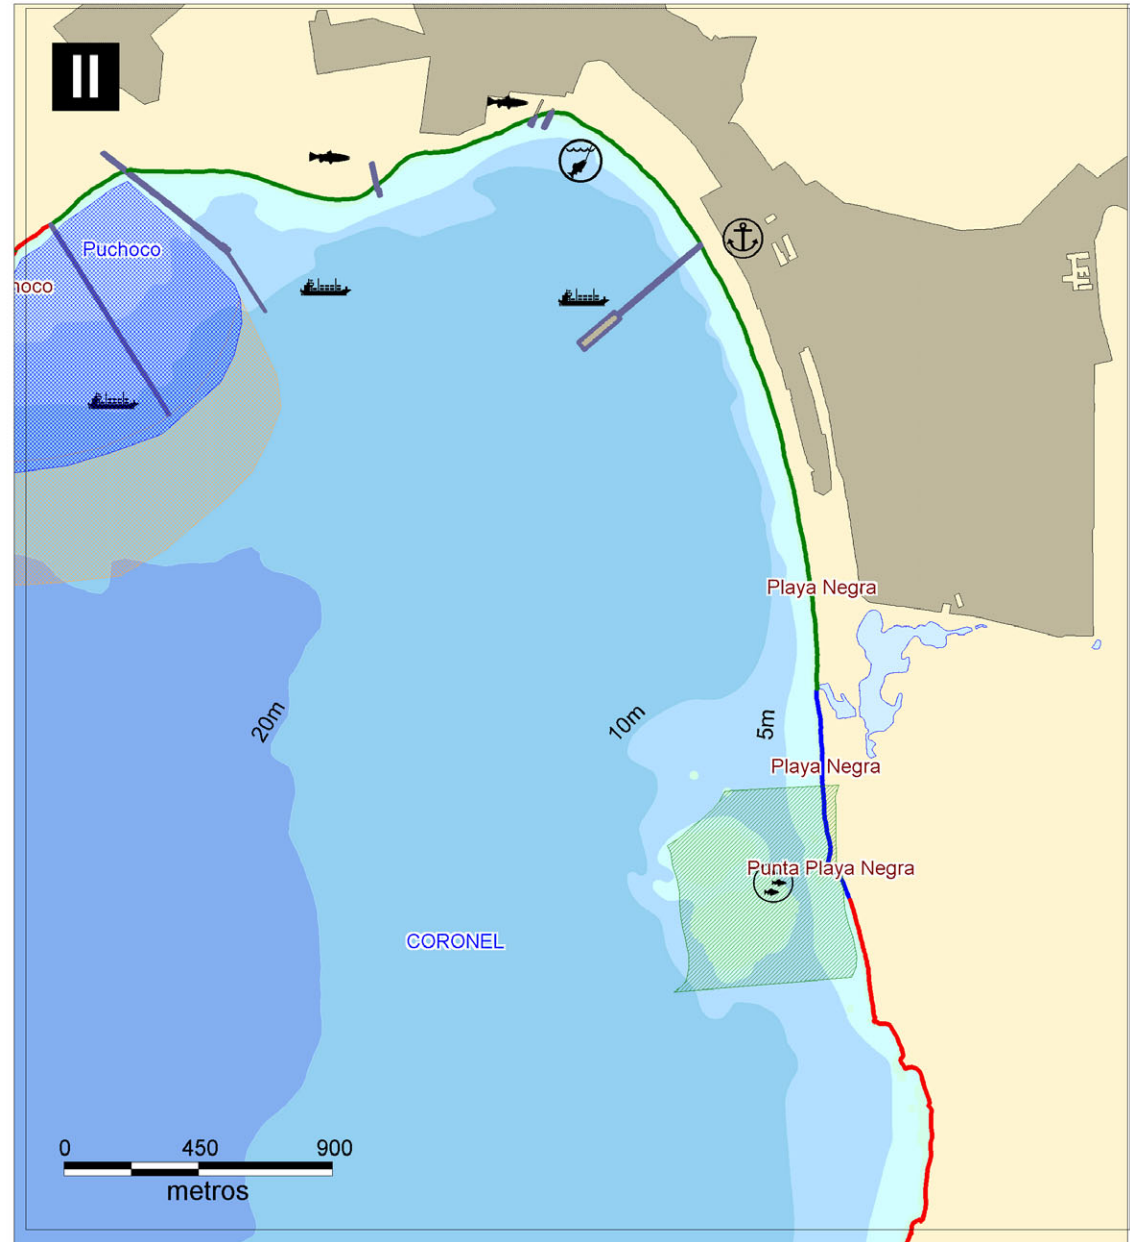 II
Puchoco
hoco
Playa Negra
20m
10m
5m
Playa Negra
Punta Playa Negra
CORONEL
0 450 900
metros